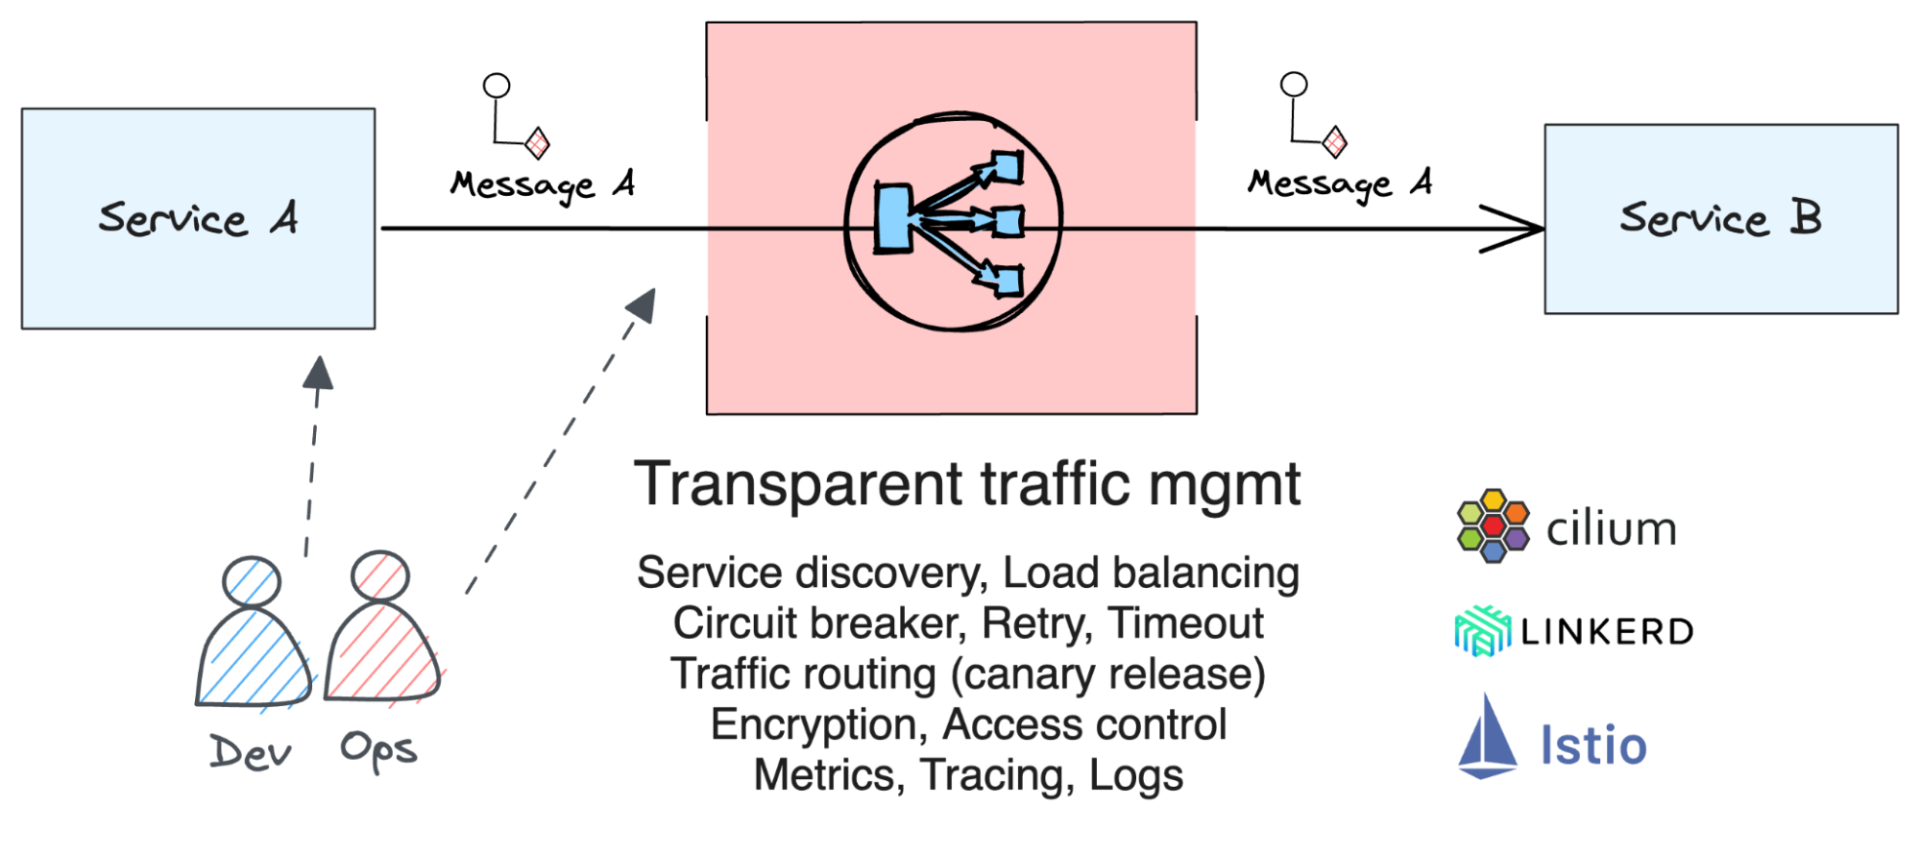 Message A
Message A
Service A
Service B
Transparent traffic mgmt
Service discovery, Load balancing
Circuit breaker, Retry, Timeout
Traffic routing (canary release)
Encryption, Access control
Metrics, Tracing, Logs
cilium
LINKERD
Istio
Dev
Ops